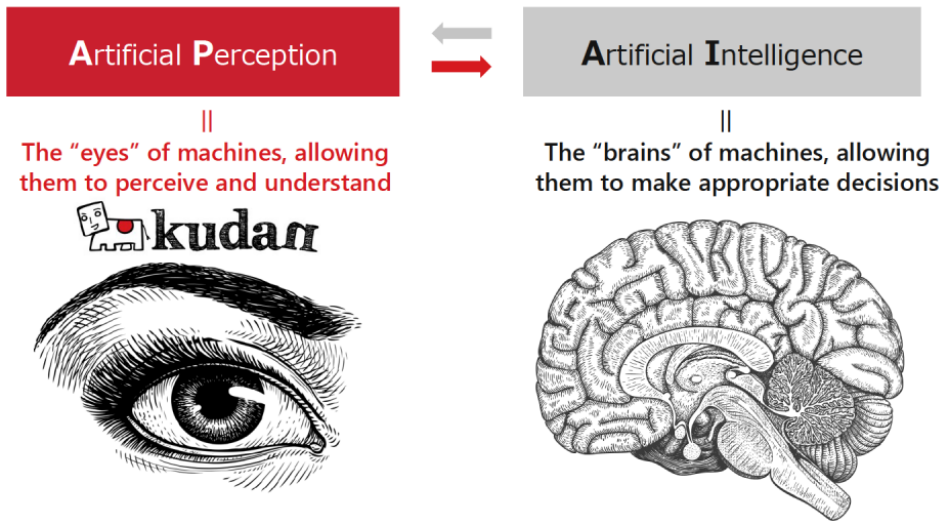 Artificial Perception
Artificial Intelligence
||
The “eyes” of machines, allowing
them to perceive and understand
kudan
||
The “brains” of machines, allowing
them to make appropriate decisions